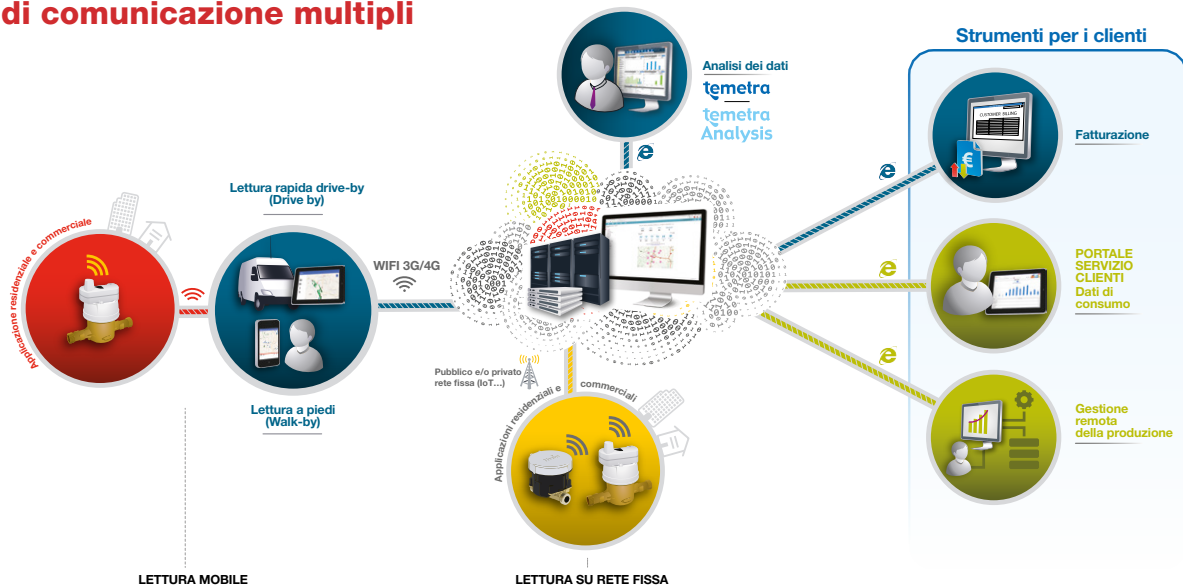 di comunicazione multipli
Strumenti per i clienti
Analisi dei dati
temetra
temetra
Analysis
CUSTOMER BILLING
Fatturazione
Lettura rapida drive-by
(Drive by)
Applicazione residenziale e commerciale
WIFI 3G/4G
PORTALE
SERVIZIO
CLIENTI
Dati di
consumo
Pubblico e/o privato
rete fissa (IoT...)
Applicazioni residenziali e commerciali
Lettura a piedi
(Walk-by)
Gestione
remota
della produzione
LETTURA MOBILE
LETTURA SU RETE FISSA